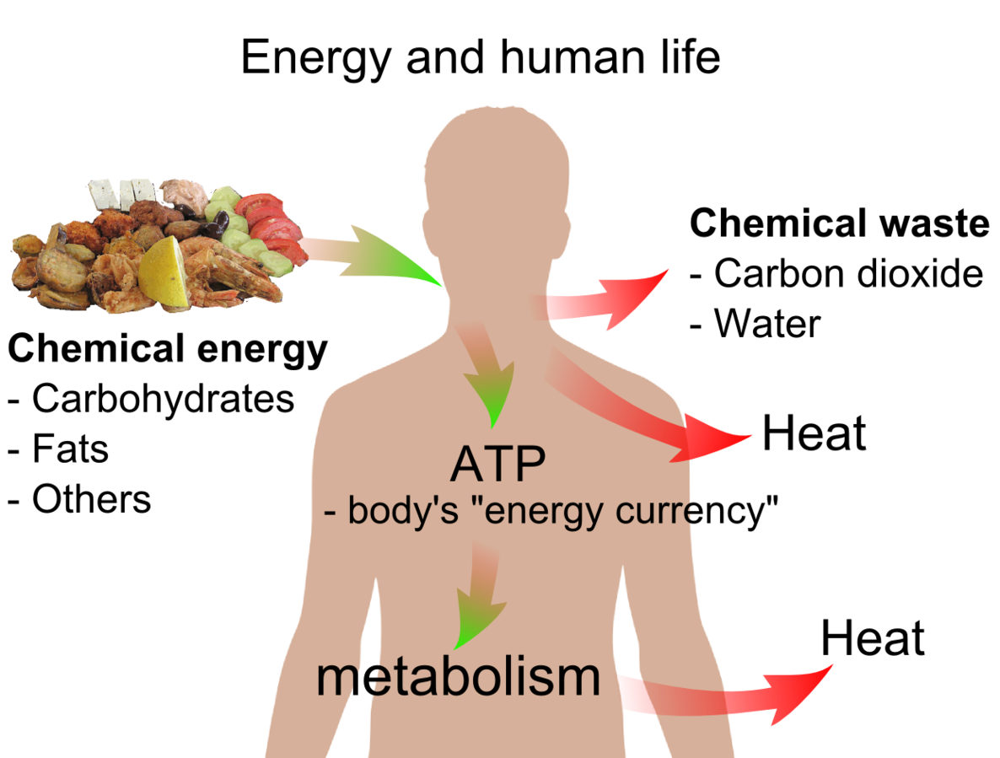 Energy and human life
Chemical energy
- Carbohydrates
- Fats
- Others
ATP
- body's "energy currency"
metabolism
Chemical waste
- Carbon dioxide
- Water
Heat
Heat